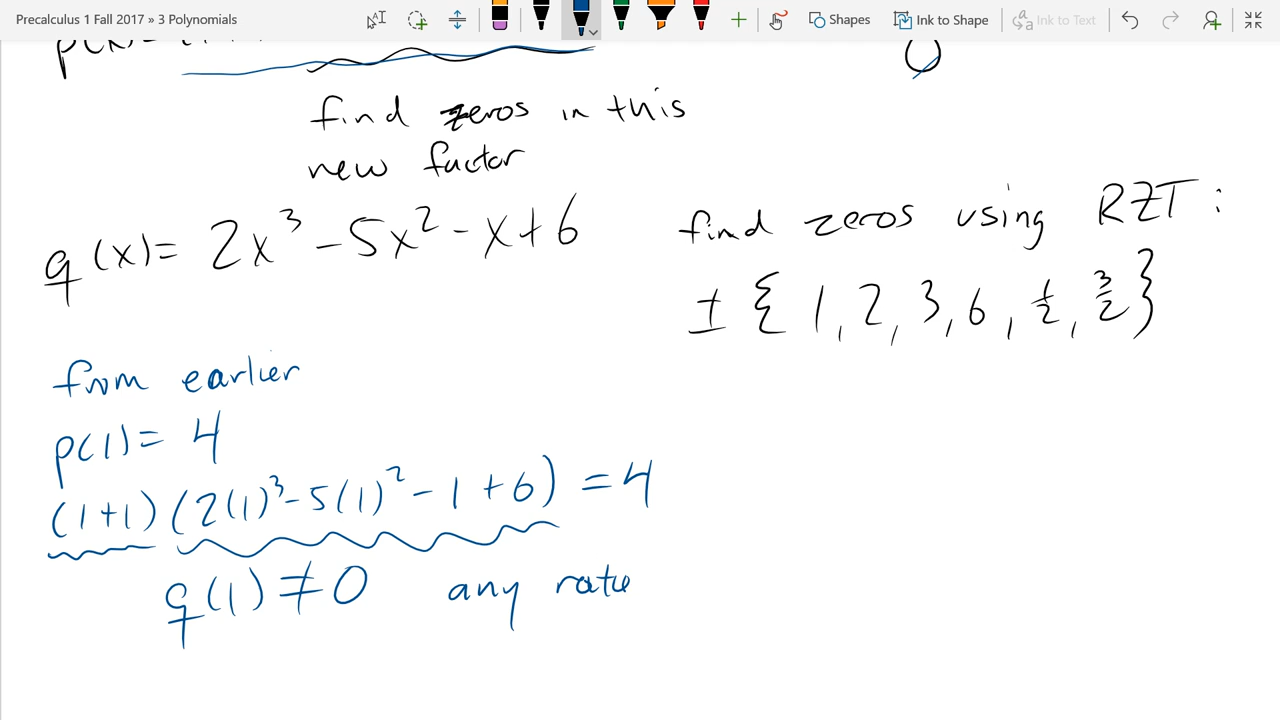 Precalculus 1 Fall 2017 » 3 Polynomials
Shapes
Ink to Shape
Ink to Text
p(x)=
0
find zeros in this
new factor
q(x)= 2x³-5x²-x+6
find zeros using RZT:
± {1,2,3,6,1/2,3/2}
from earlier
p(1)= 4
(1+1)(2(1)³-5(1)²-1+6)=4
q(1)≠0 any ratu